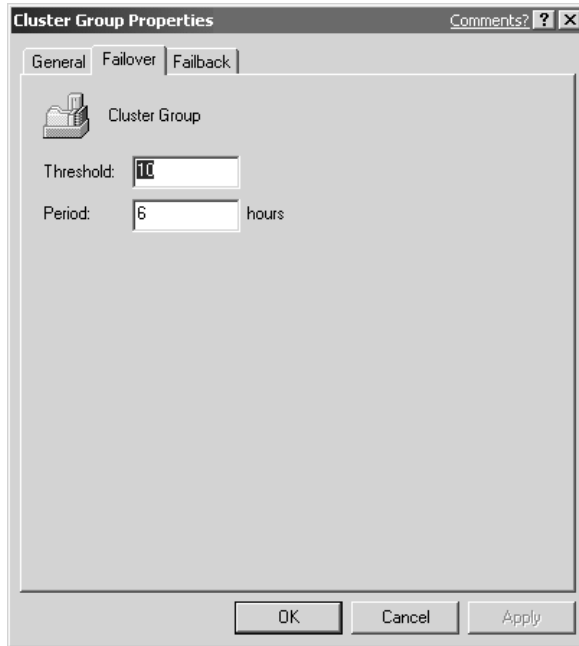 Cluster Group Properties Comments? ? X
General Failover Failback
Cluster Group
Threshold: 10
Period: 6 hours
OK Cancel Apply